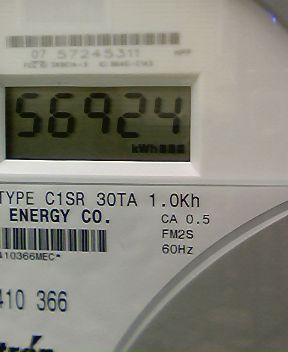 07 57245311
56924
kWh
TYPE C1SR 30TA 1.0Kh
ENERGY CO.
CA 0.5
FM2S
60Hz
410366MEC*
410 366